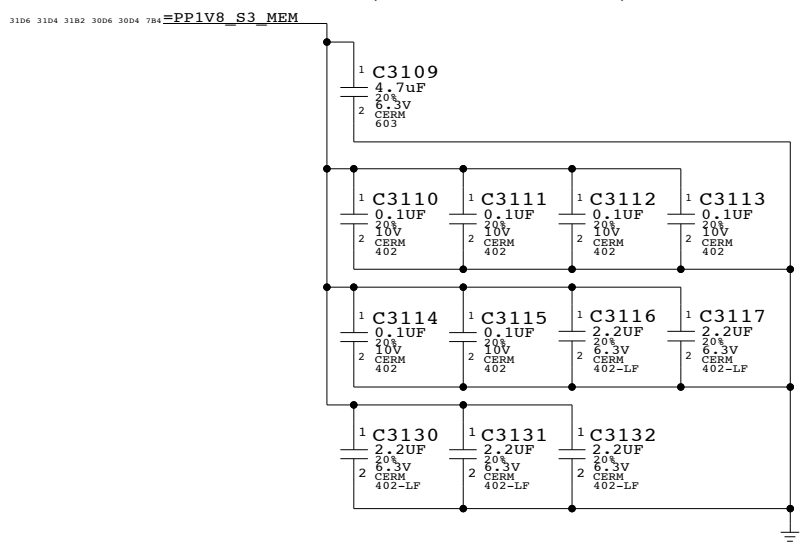 31D6 31D4 31B2 30D6 30D4 7B4 =PP1V8_S3_MEM
1 C3109
4.7uF
20%
6.3V
2 CERM
603
1 C3110
0.1UF
20%
10V
2 CERM
402
1 C3111
0.1UF
20%
10V
2 CERM
402
1 C3112
0.1UF
20%
10V
2 CERM
402
1 C3113
0.1UF
20%
10V
2 CERM
402
1 C3114
0.1UF
20%
10V
2 CERM
402
1 C3115
0.1UF
20%
10V
2 CERM
402
1 C3116
2.2UF
20%
6.3V
2 CERM
402-LF
1 C3117
2.2UF
20%
6.3V
2 CERM
402-LF
1 C3130
2.2UF
20%
6.3V
2 CERM
402-LF
1 C3131
2.2UF
20%
6.3V
2 CERM
402-LF
1 C3132
2.2UF
20%
6.3V
2 CERM
402-LF